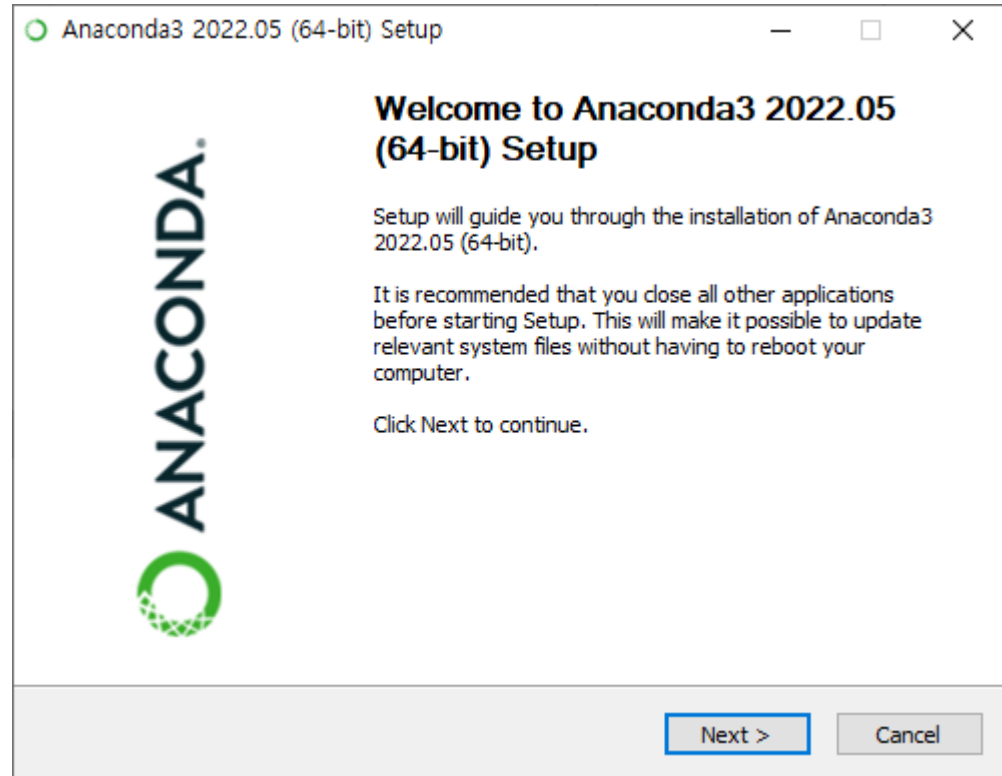 Anaconda3 2022.05 (64-bit) Setup
Welcome to Anaconda3 2022.05
(64-bit) Setup
Setup will guide you through the installation of Anaconda3
2022.05 (64-bit).
It is recommended that you close all other applications
before starting Setup. This will make it possible to update
relevant system files without having to reboot your
computer.
Click Next to continue.
ANACONDA.
Next >
Cancel